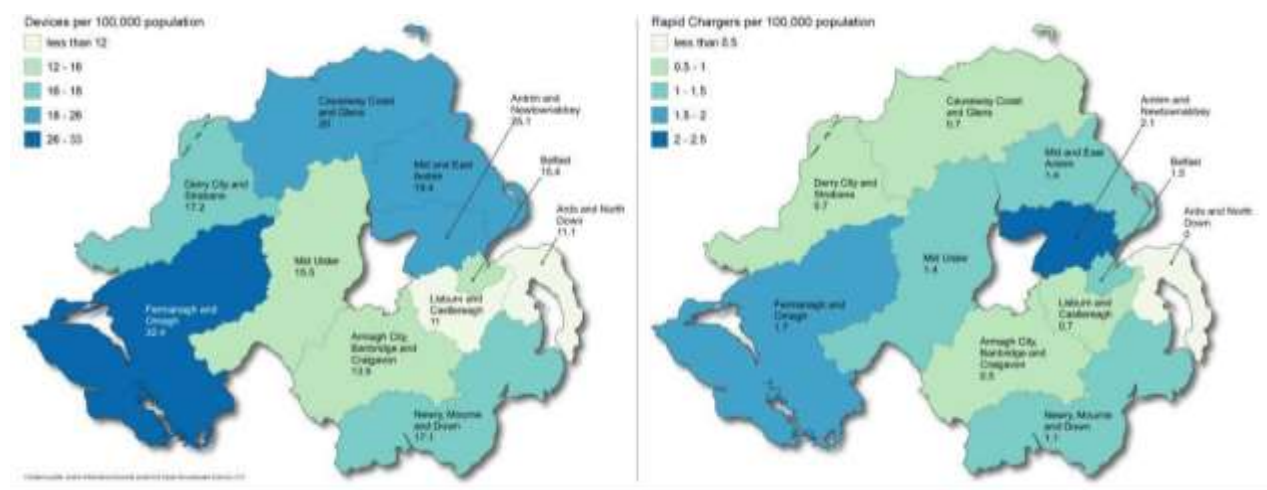 Devices per 100,000 population
less than 12
12 - 16
16 - 18
18 - 26
26 - 33
Causeway Coast
and Glens
20
Antrim and
Newtownabbey
25.1
Mid and East
Antrim
19.4
Belfast
15.4
Derry City and
Strabane
17.2
Ards and North
Down
11.1
Mid Ulster
15.5
Fermanagh and
Omagh
Lisburn and
Castlereagh
11
Armagh City,
Banbridge and
Craigavon
13.9
Newry, Mourne
and Down
17.1
Rapid Chargers per 100,000 population
less than 0.5
0.5 - 1
1 - 1.5
1.5 - 2
2 - 2.5
Causeway Coast
and Glens
0.7
Antrim and
Newtownabbey
2.1
Mid and East
Antrim
1.4
Belfast
Derry City and
Strabane
0.7
Ards and North
Down
0
Mid Ulster
1.4
Fermanagh and
Omagh
1.7
Lisburn and
Castlereagh
0.7
Armagh City,
Banbridge and
Craigavon
Newry, Mourne
and Down
1.1